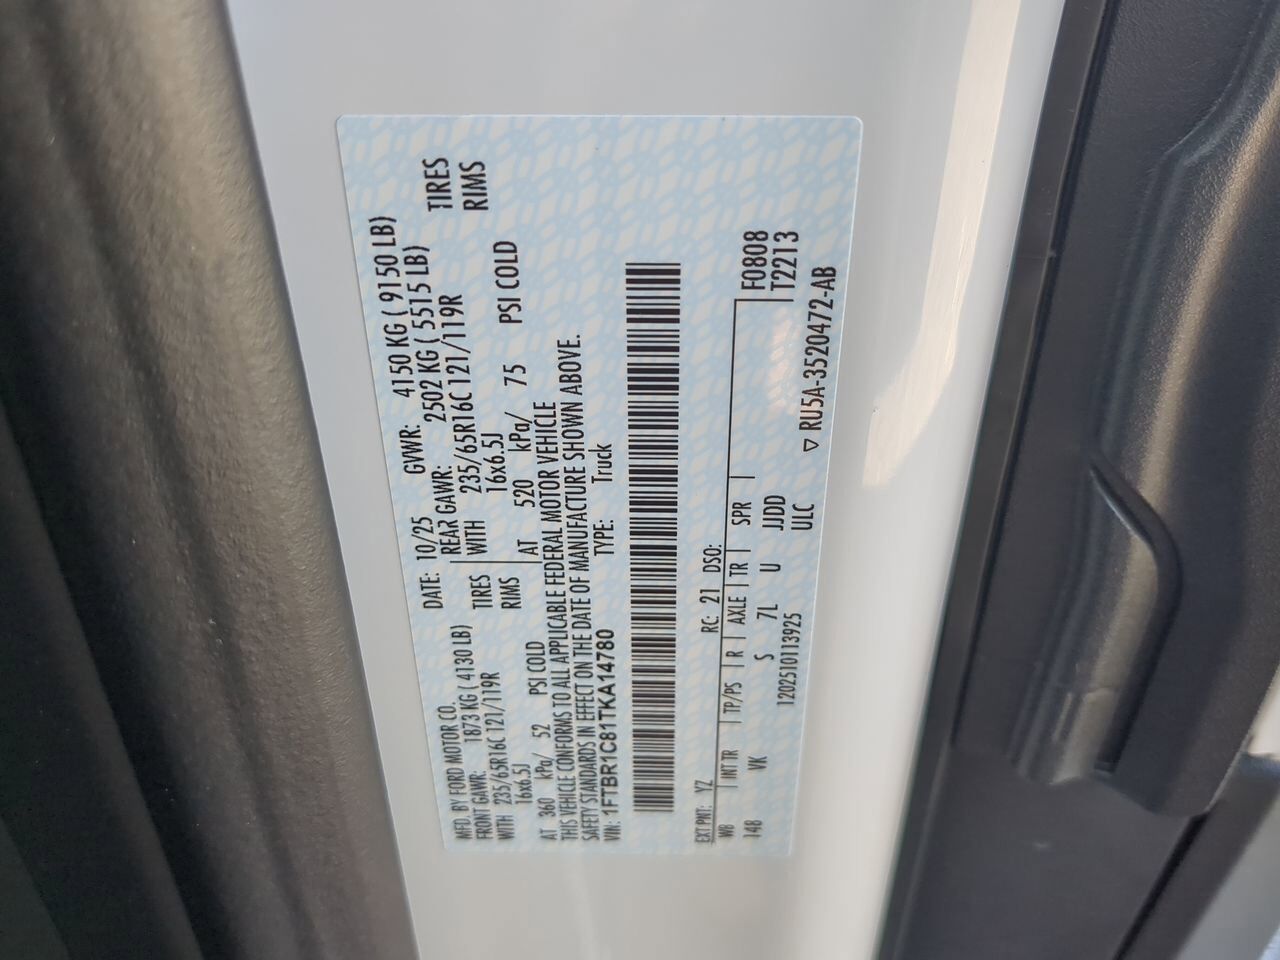 MFD. BY FORD MOTOR CO. DATE: 10/25 GVWR: 4150 KG ( 9150 LB)
FRONT GAWR: 1873 KG ( 4130 LB) REAR GAWR: 2502 KG ( 5515 LB)
WITH 235/65R16C 121/119R TIRES WITH 235/65R16C 121/119R TIRES
16x6.5J RIMS 16x6.5J RIMS
AT 360 kPa/ 52 PSI COLD AT 520 kPa/ 75 PSI COLD
THIS VEHICLE CONFORMS TO ALL APPLICABLE FEDERAL MOTOR VEHICLE
SAFETY STANDARDS IN EFFECT ON THE DATE OF MANUFACTURE SHOWN ABOVE.
VIN: 1FTBR1C81TKA14780 TYPE: Truck
EXT PNT: YZ RC: 21 DSO:
WB INT TR TP/PS R AXLE TR SPR F0808
148 VK S 7L U JJDD T2213
1202510113925 ULC
▽ RU5A-3520472-AB